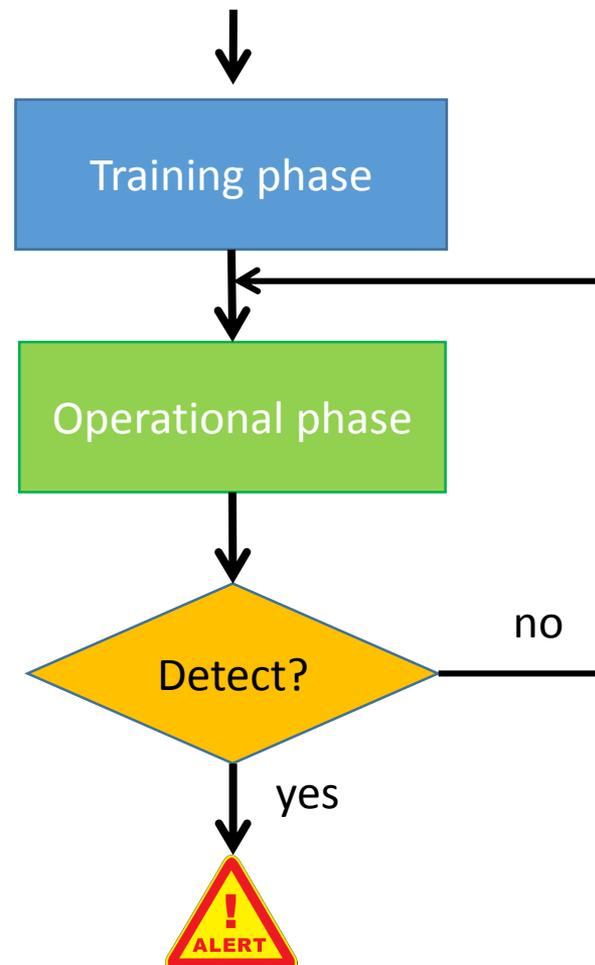 Training phase
Operational phase
no
Detect?
yes
!
ALERT